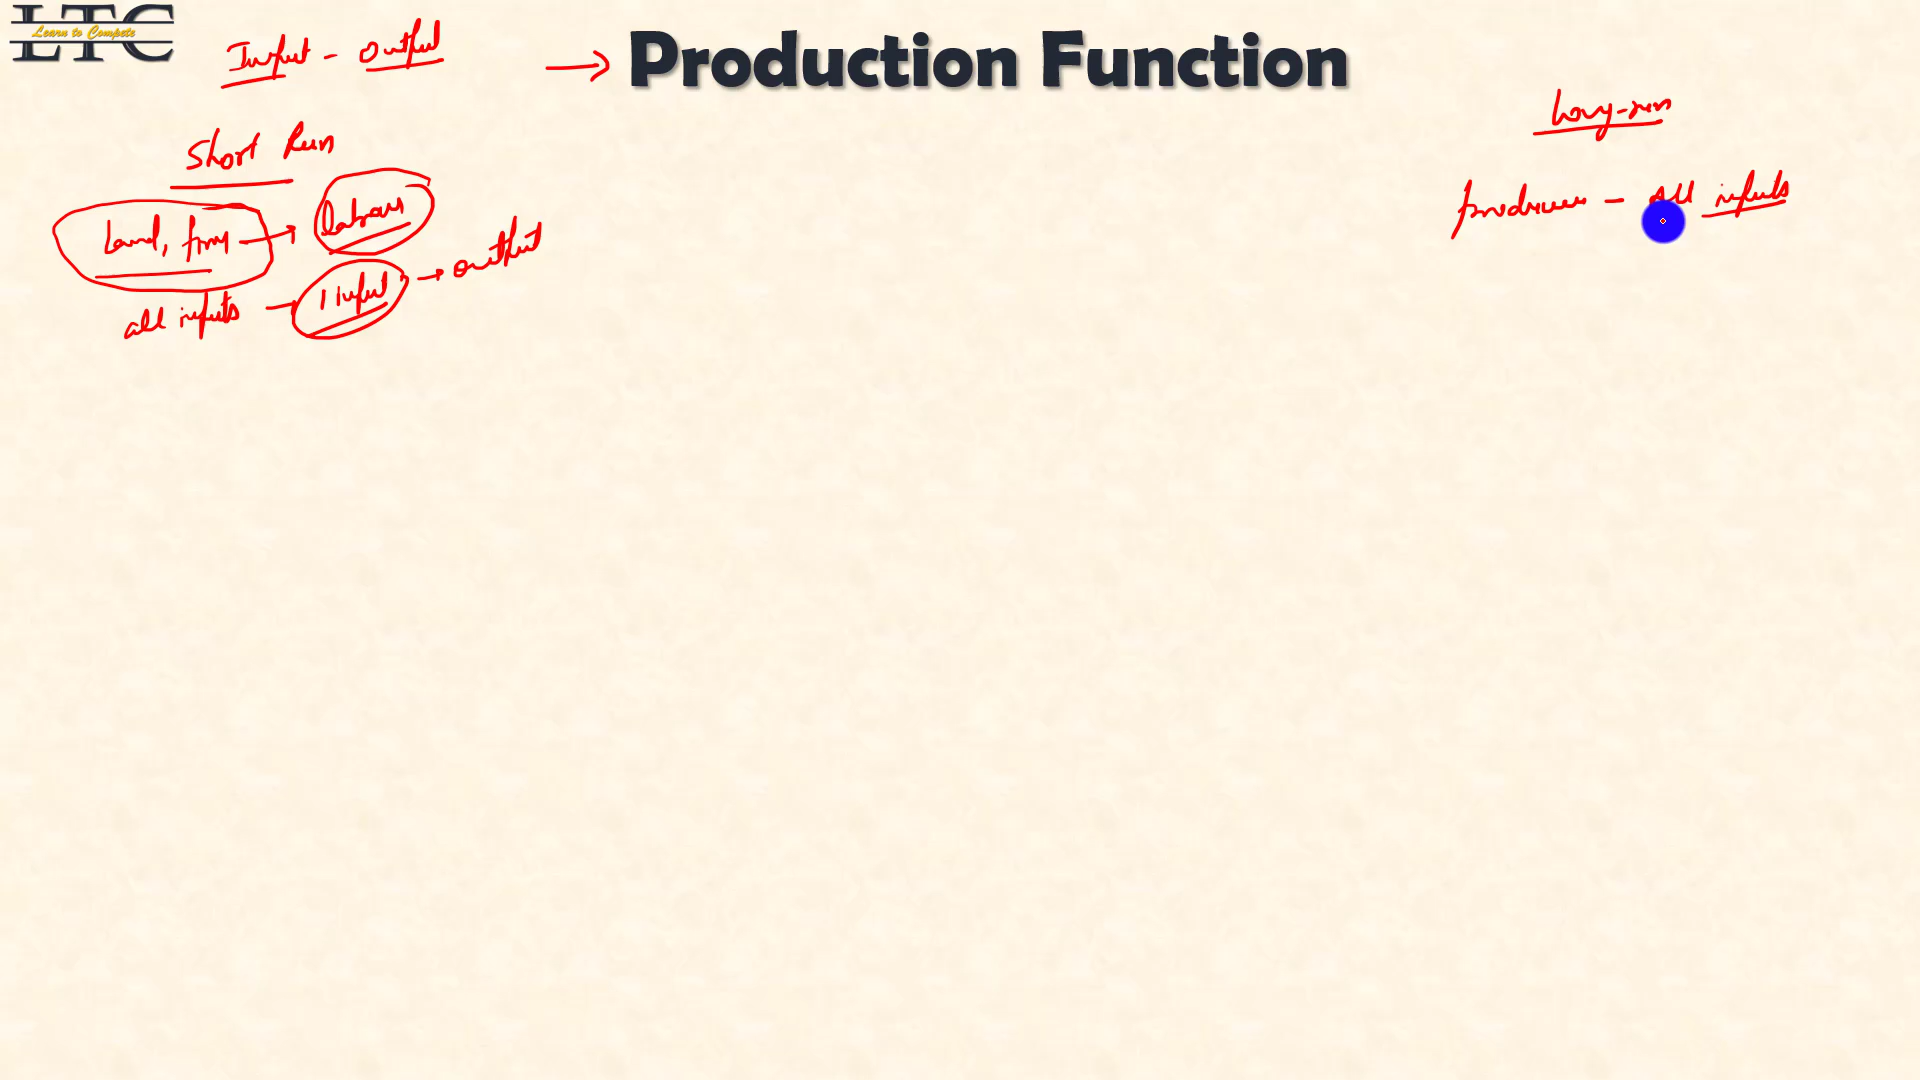 LTC
Learn to Compete
Input - Output → Production Function
Short Run
Land, → Labour
all inputs → 1 input → output
Long-run
Producer - All inputs